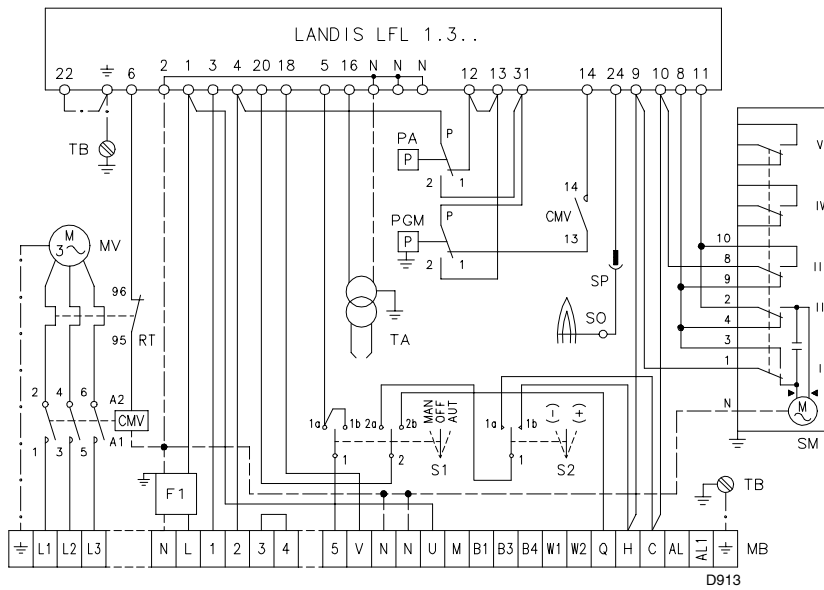 LANDIS LFL 1.3..
22 6 2 1 3 4 20 18 5 16 N N N 12 13 31 14 24 9 10 8 11
TB
PA P P
2 1
PGM P P
2 1
14
CMV
13
SP
SO
TA
M
3
MV
96
95 RT
2 4 6 A2
CMV
1 3 5 A1
F1
1a 1b 2a 2b MAN OFF AUT
1 2 S1
1a 1b (-) (+)
1 S2
V
10
8 III
9
2 II
4
3
1 I
N
M
SM
TB
L1 L2 L3 N L 1 2 3 4 5 V N N U M B1 B3 B4 W1 W2 Q H C AL AL1 MB
D913